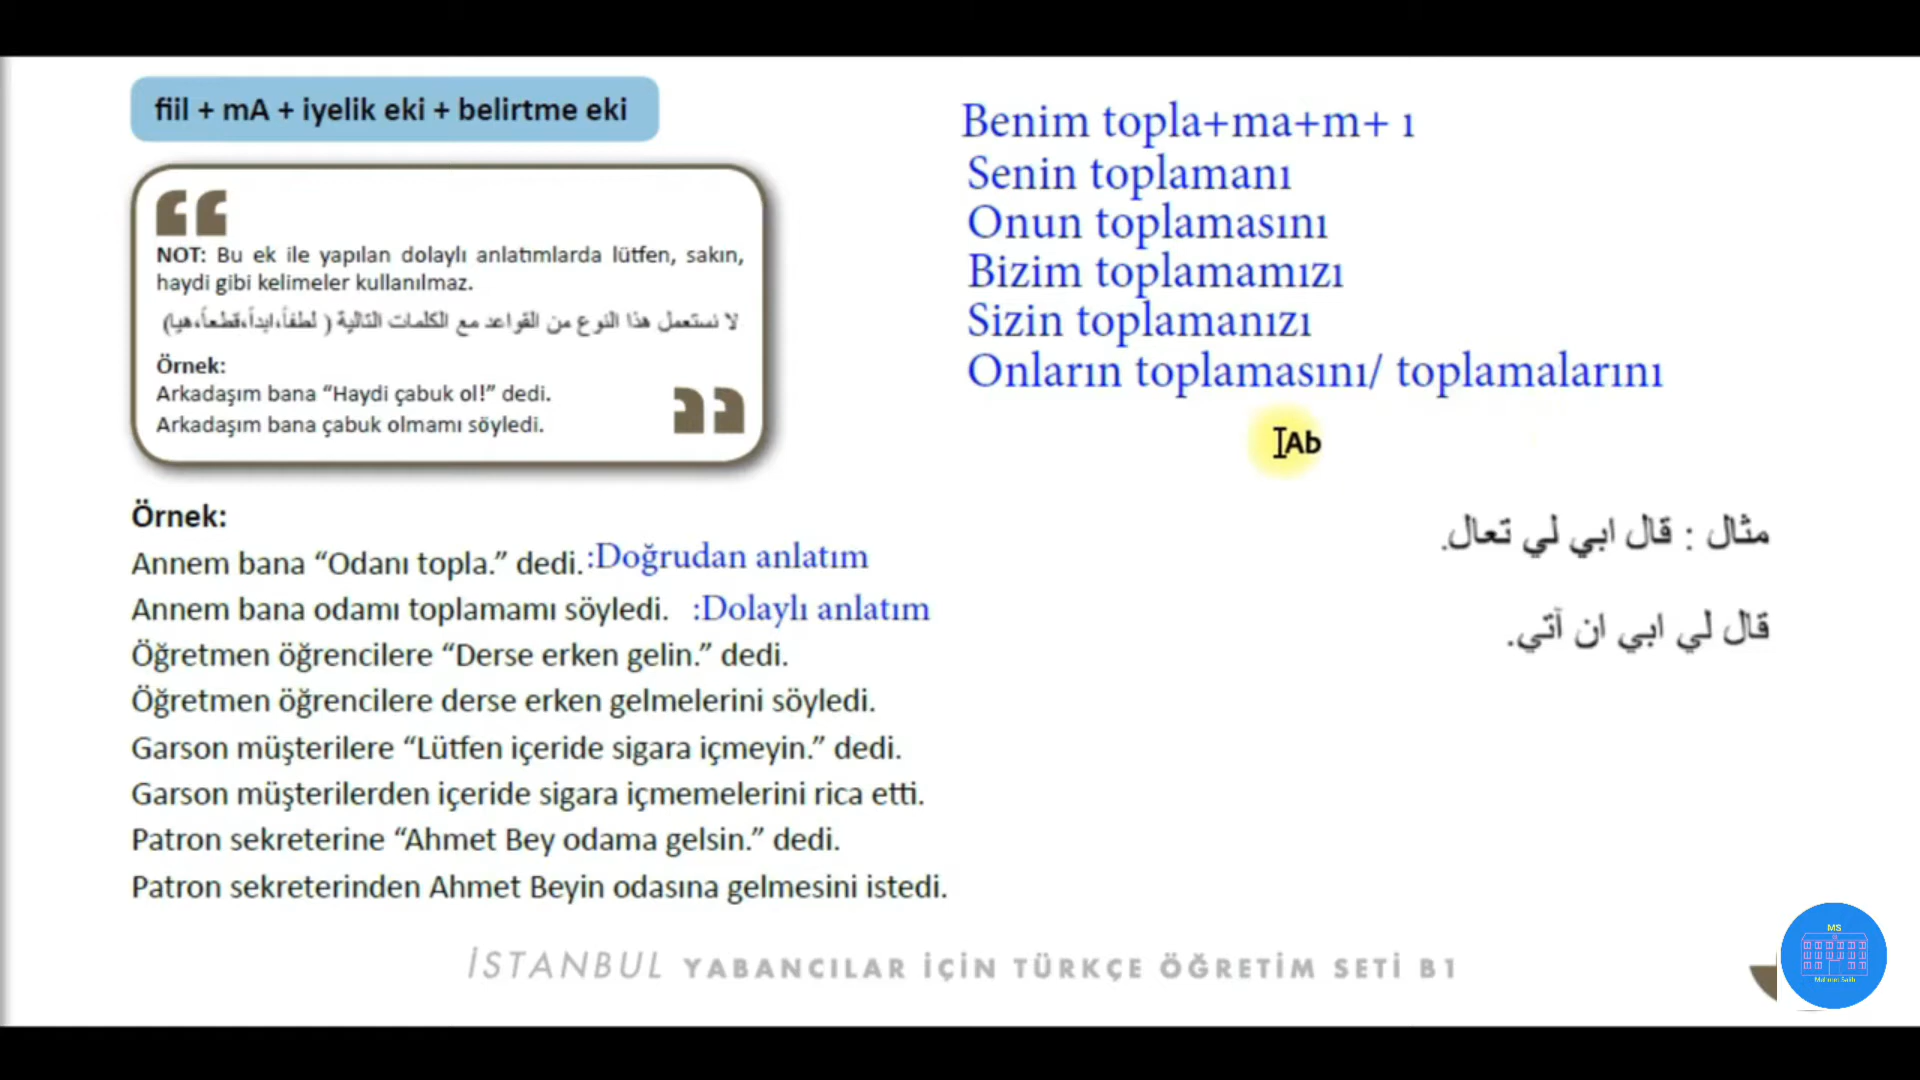 fiil + mA + iyelik eki + belirtme eki
NOT: Bu ek ile yapılan dolaylı anlatımlarda lütfen, sakın,
haydi gibi kelimeler kullanılmaz.
لا نستعمل هذا النوع من القواعد مع الكلمات التالية ( لطفاً،ابداً،قطعاً،هيا)
Örnek:
Arkadaşım bana “Haydi çabuk ol!” dedi.
Arkadaşım bana çabuk olmamı söyledi.
Benim topla+ma+m+ ı
Senin toplamanı
Onun toplamasını
Bizim toplamamızı
Sizin toplamanızı
Onların toplamasını/ toplamalarını
Ab
Örnek:
Annem bana “Odanı topla.” dedi. :Doğrudan anlatım
Annem bana odamı toplamamı söyledi. :Dolaylı anlatım
Öğretmen öğrencilere “Derse erken gelin.” dedi.
Öğretmen öğrencilere derse erken gelmelerini söyledi.
Garson müşterilere “Lütfen içeride sigara içmeyin.” dedi.
Garson müşterilerden içeride sigara içmemelerini rica etti.
Patron sekreterine “Ahmet Bey odama gelsin.” dedi.
Patron sekreterinden Ahmet Beyin odasına gelmesini istedi.
مثال : قال ابي لي تعال.
قال لي ابي ان آتي.
İSTANBUL YABANCILAR İÇİN TÜRKÇE ÖĞRETİM SETİ B1
MS